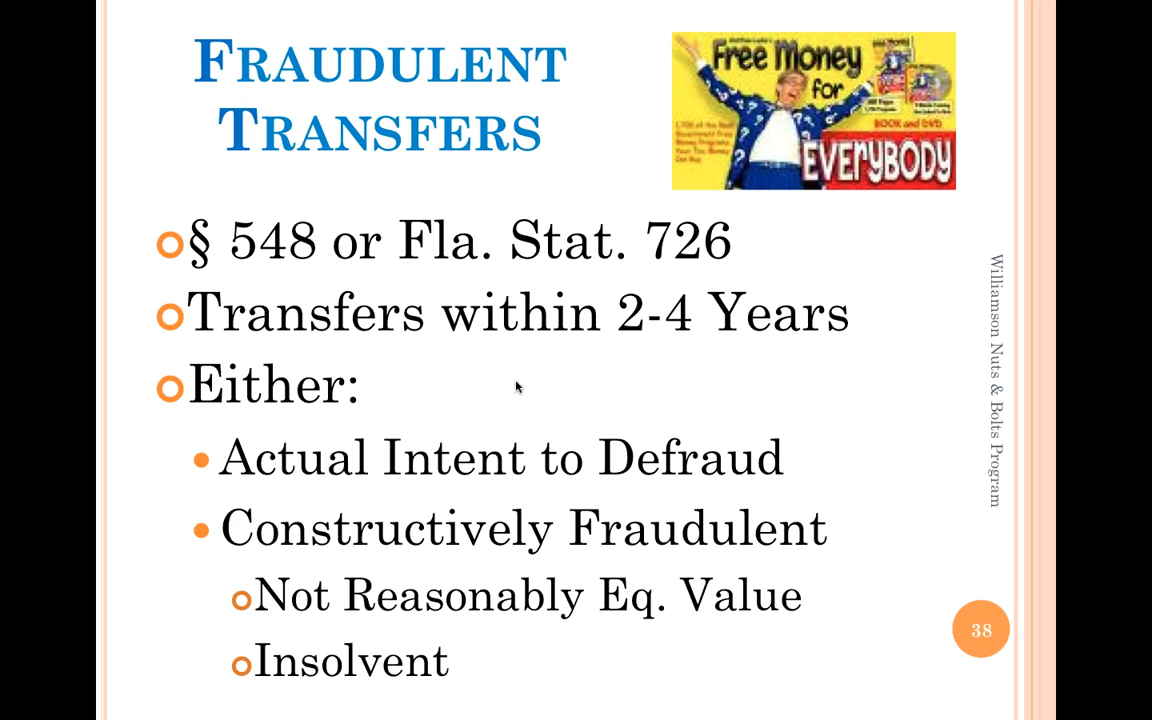 FRAUDULENT
TRANSFERS
Free Money
for
BOOK and DVD
EVERYBODY
§ 548 or Fla. Stat. 726
Transfers within 2-4 Years
Either:
Actual Intent to Defraud
Constructively Fraudulent
Not Reasonably Eq. Value
Insolvent
Williamson Nuts & Bolts Program
38